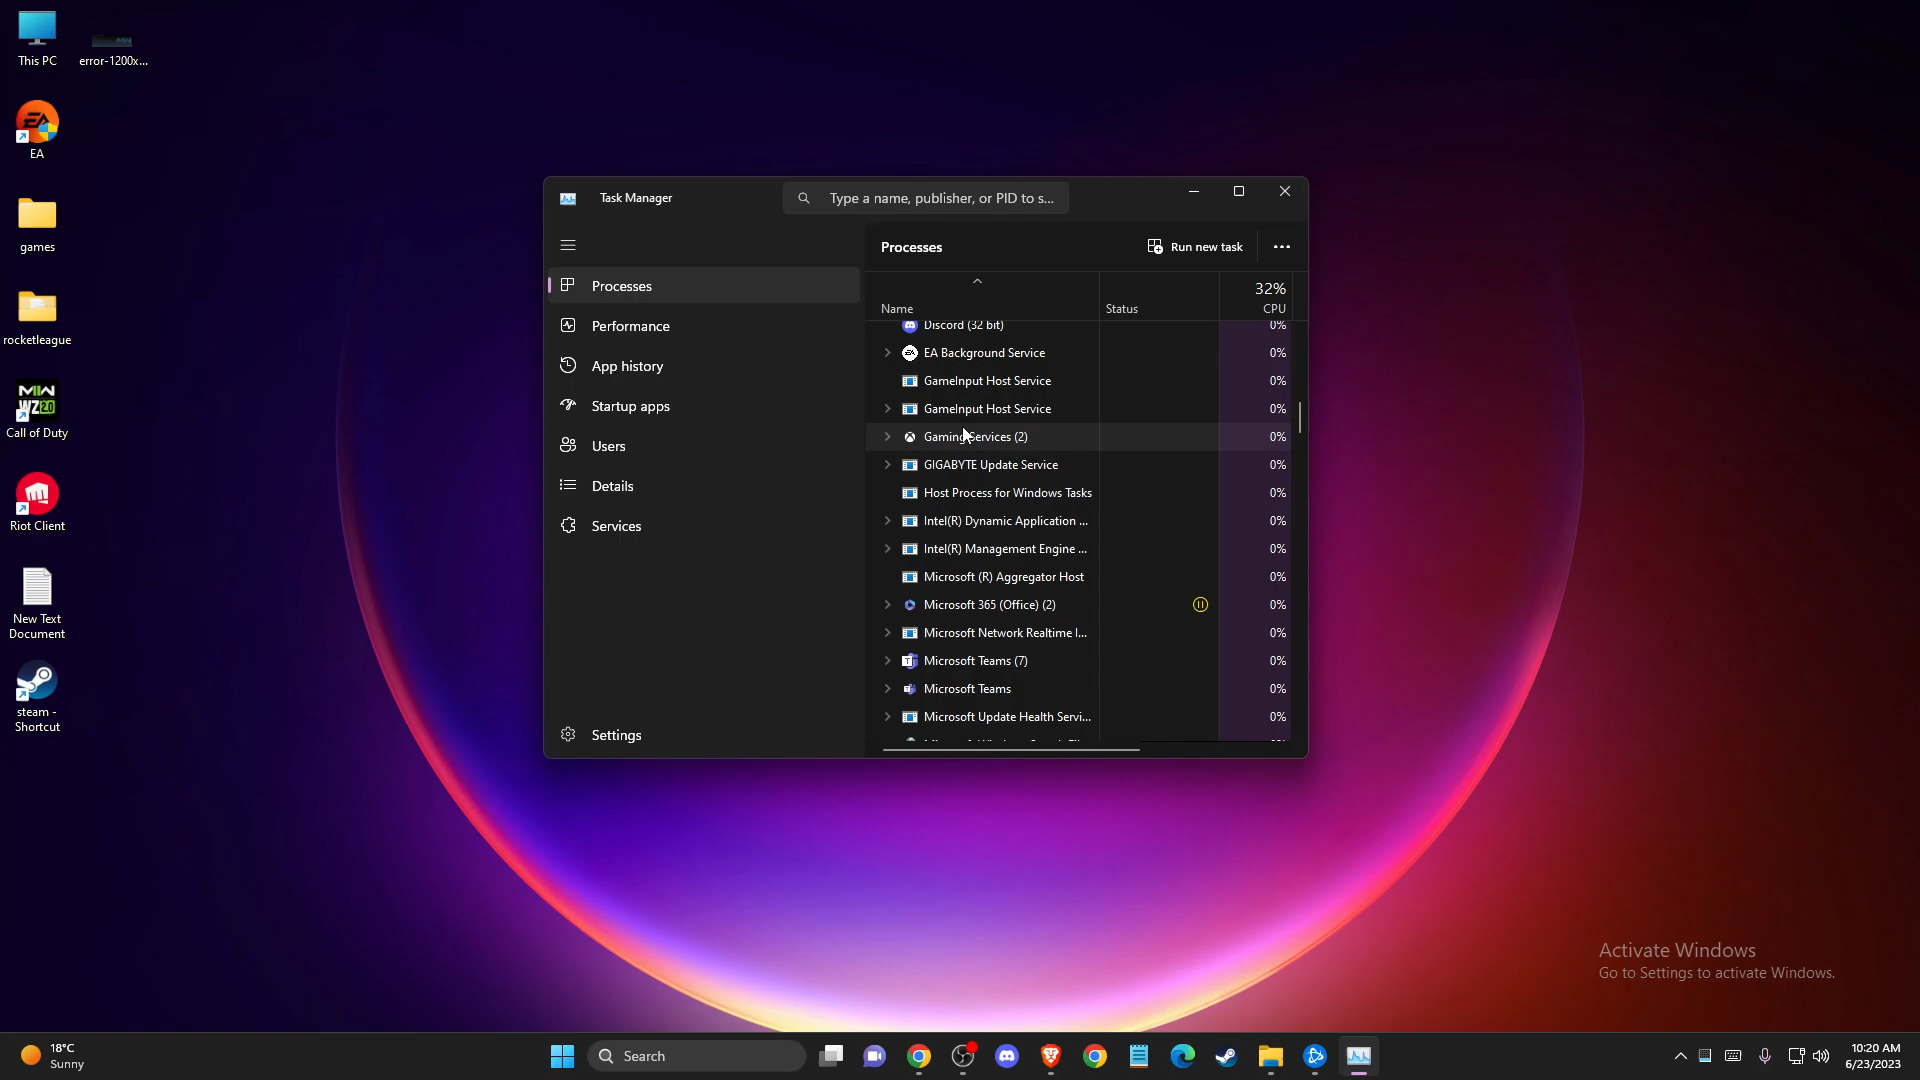 This PC
error-1200x...
EA
games
rocketleague
MW
WZ2.0
Call of Duty
Riot Client
New Text
Document
steam -
Shortcut
Task Manager
Type a name, publisher, or PID to s...
Processes
Run new task
Processes
Performance
App history
Startup apps
Users
Details
Services
Settings
32%
Name
Status
CPU
Discord (32 bit)
0%
EA Background Service
0%
GameInput Host Service
0%
GameInput Host Service
0%
Gaming Services (2)
0%
GIGABYTE Update Service
0%
Host Process for Windows Tasks
0%
Intel(R) Dynamic Application ...
0%
Intel(R) Management Engine ...
0%
Microsoft (R) Aggregator Host
0%
Microsoft 365 (Office) (2)
0%
Microsoft Network Realtime I...
0%
Microsoft Teams (7)
0%
Microsoft Teams
0%
Microsoft Update Health Servi...
0%
Activate Windows
Go to Settings to activate Windows.
18°C
Sunny
Search
10:20 AM
6/23/2023